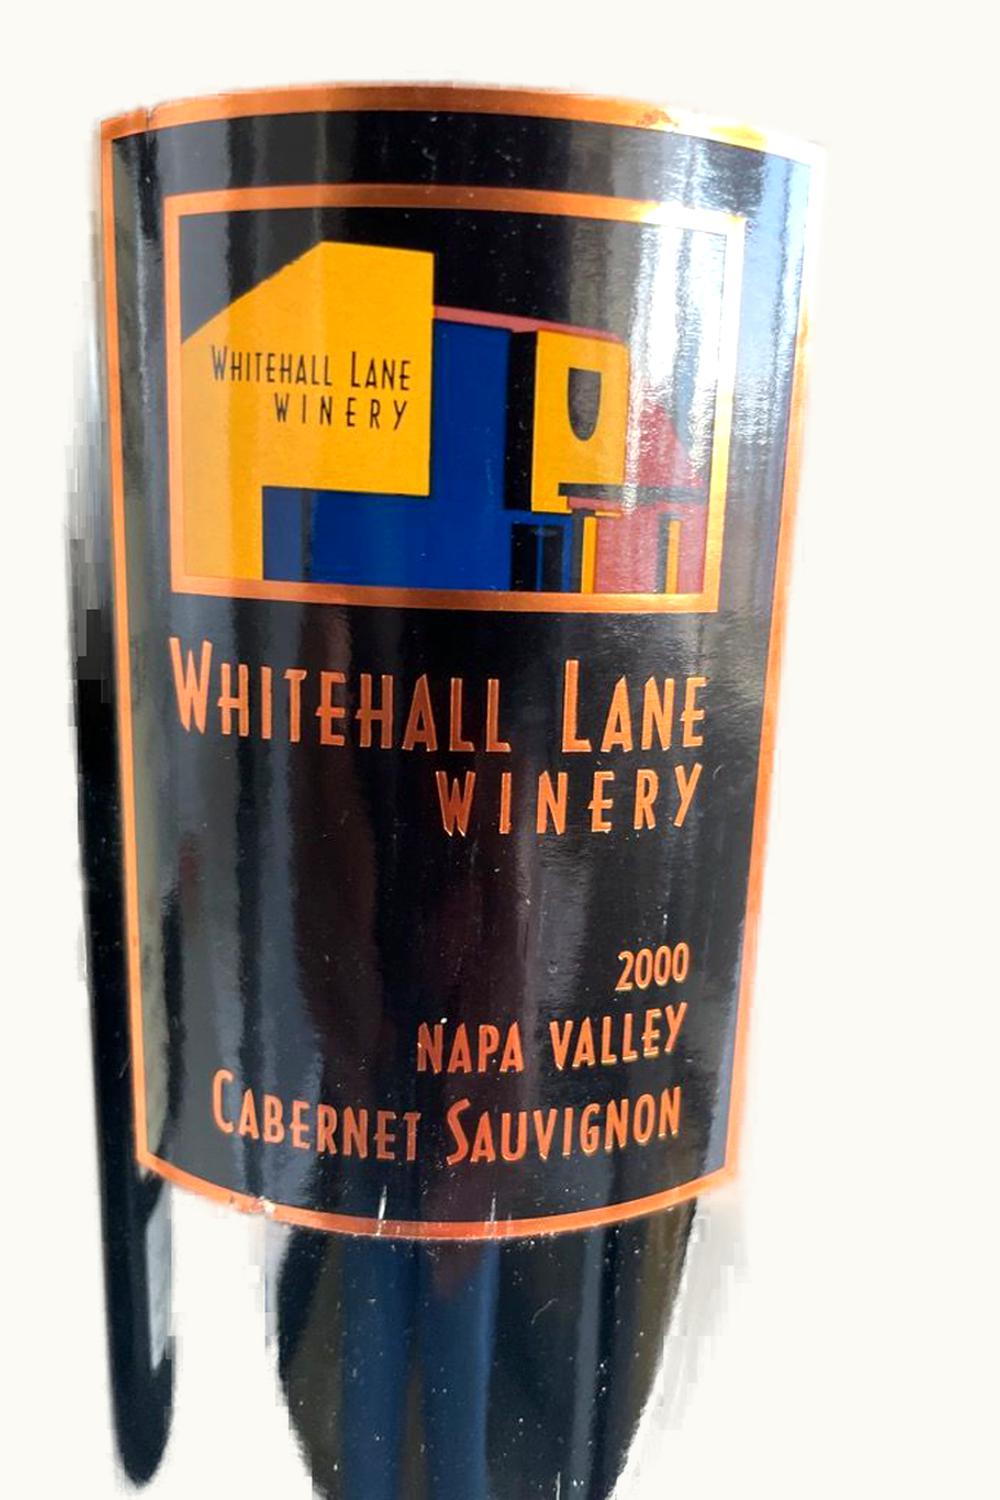 WHITEHALL LANE
WINERY
WHITEHALL LANE
WINERY
2000
NAPA VALLEY
CABERNET SAUVIGNON